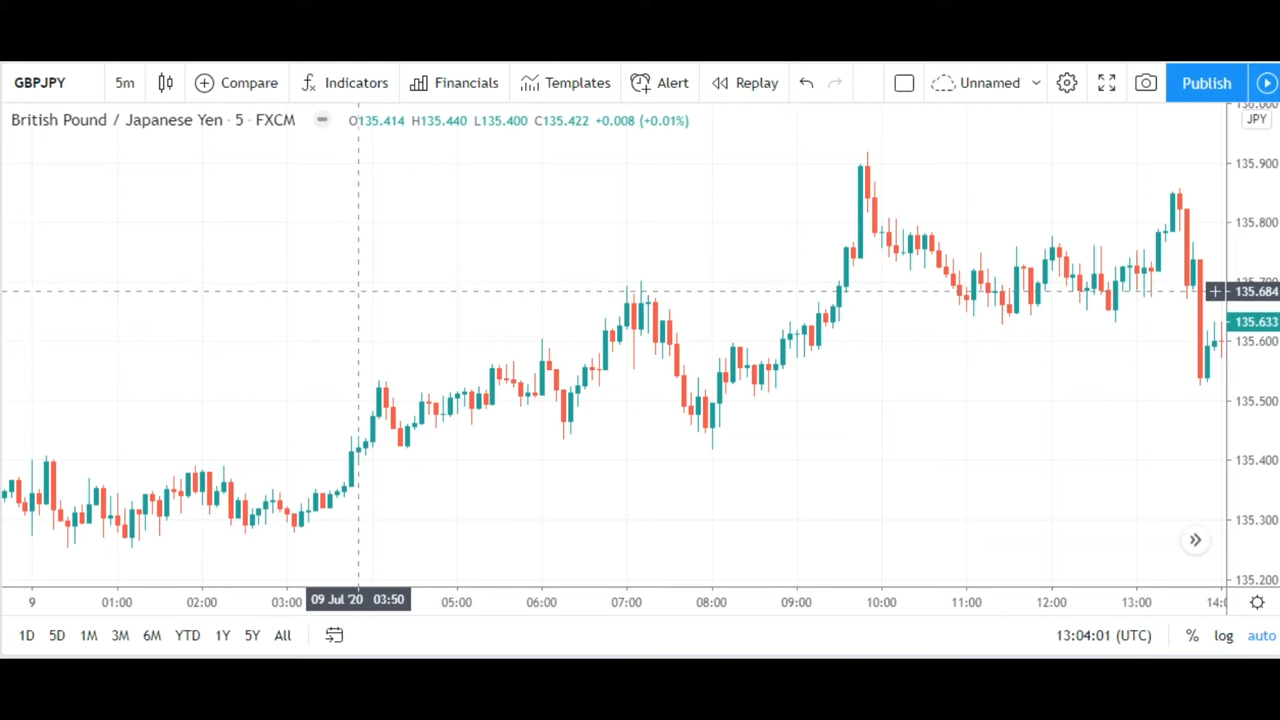 GBPJPY 5m Compare Indicators Financials Templates Alert Replay Unnamed Publish
British Pound / Japanese Yen · 5 · FXCM O135.414 H135.440 L135.400 C135.422 +0.008 (+0.01%)
136.000
JPY
135.900
135.800
135.700
135.684
135.633
135.600
135.500
135.400
135.300
135.200
9 01:00 02:00 03:00 09 Jul '20 03:50 05:00 06:00 07:00 08:00 09:00 10:00 11:00 12:00 13:00 14:0
1D 5D 1M 3M 6M YTD 1Y 5Y All 13:04:01 (UTC) % log auto